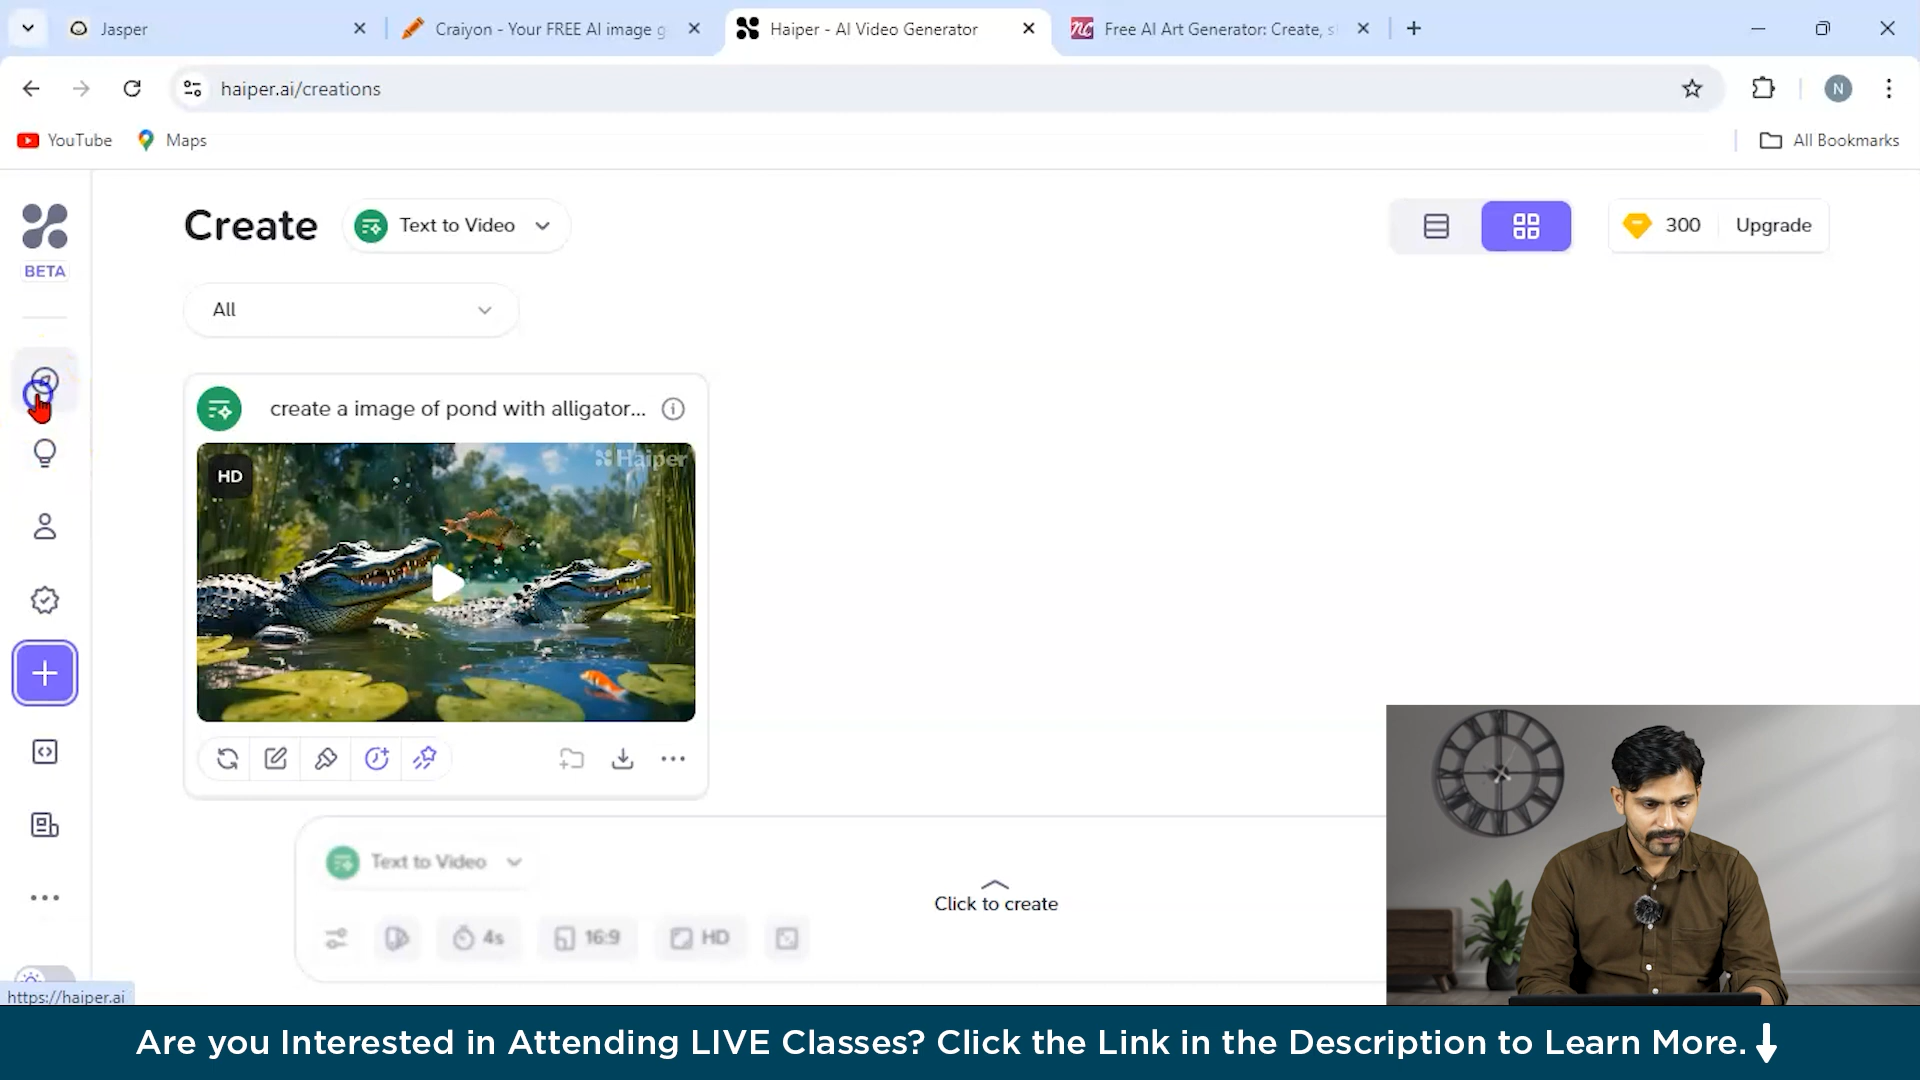 Jasper
Craiyon - Your FREE AI image g
Haiper - AI Video Generator
nc
Free AI Art Generator: Create, s
haiper.ai/creations
N
YouTube
Maps
All Bookmarks
BETA
Create
Text to Video
300
Upgrade
All
create a image of pond with alligator...
HD
Haiper
Text to Video
Click to create
4s
16:9
HD
https://haiper.ai
Are you Interested in Attending LIVE Classes? Click the Link in the Description to Learn More.